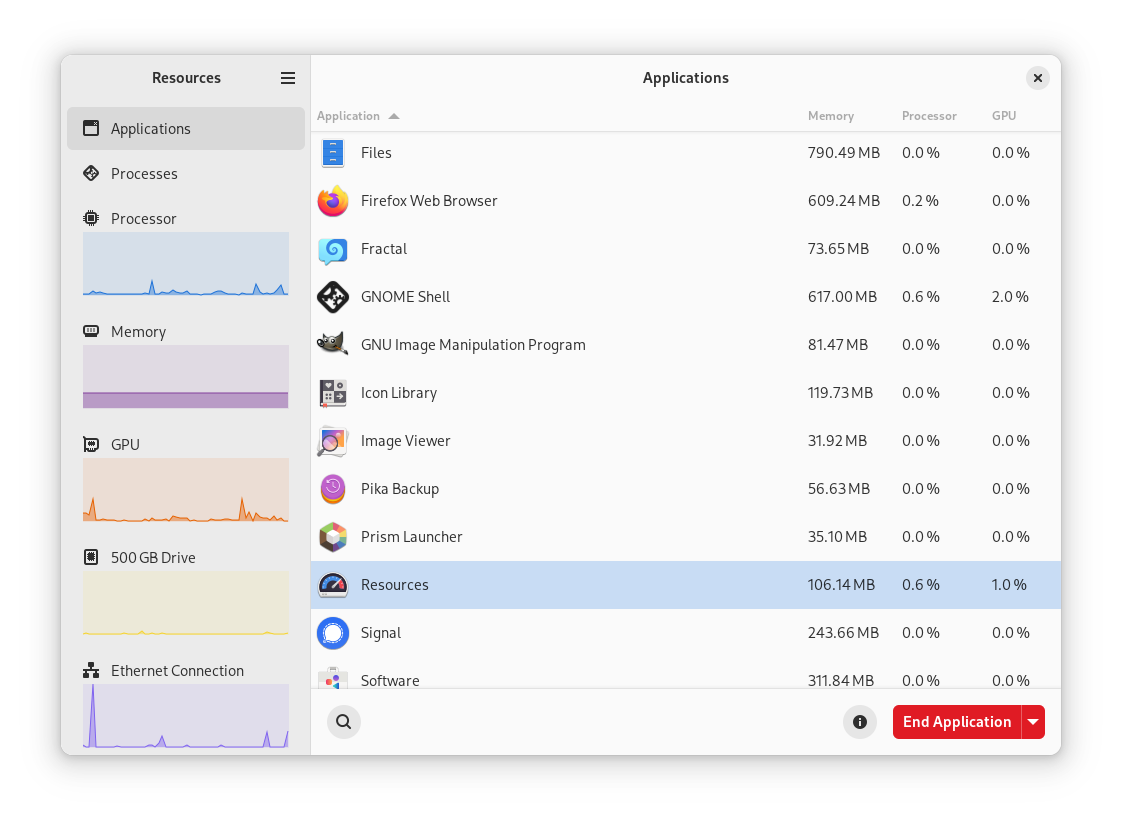 Resources
Applications
Processes
Processor
Memory
GPU
500 GB Drive
Ethernet Connection
Applications
Application Memory Processor GPU
Files 790.49 MB 0.0 % 0.0 %
Firefox Web Browser 609.24 MB 0.2 % 0.0 %
Fractal 73.65 MB 0.0 % 0.0 %
GNOME Shell 617.00 MB 0.6 % 2.0 %
GNU Image Manipulation Program 81.47 MB 0.0 % 0.0 %
Icon Library 119.73 MB 0.0 % 0.0 %
Image Viewer 31.92 MB 0.0 % 0.0 %
Pika Backup 56.63 MB 0.0 % 0.0 %
Prism Launcher 35.10 MB 0.0 % 0.0 %
Resources 106.14 MB 0.6 % 1.0 %
Signal 243.66 MB 0.0 % 0.0 %
Software 311.84 MB 0.0 % 0.0 %
End Application